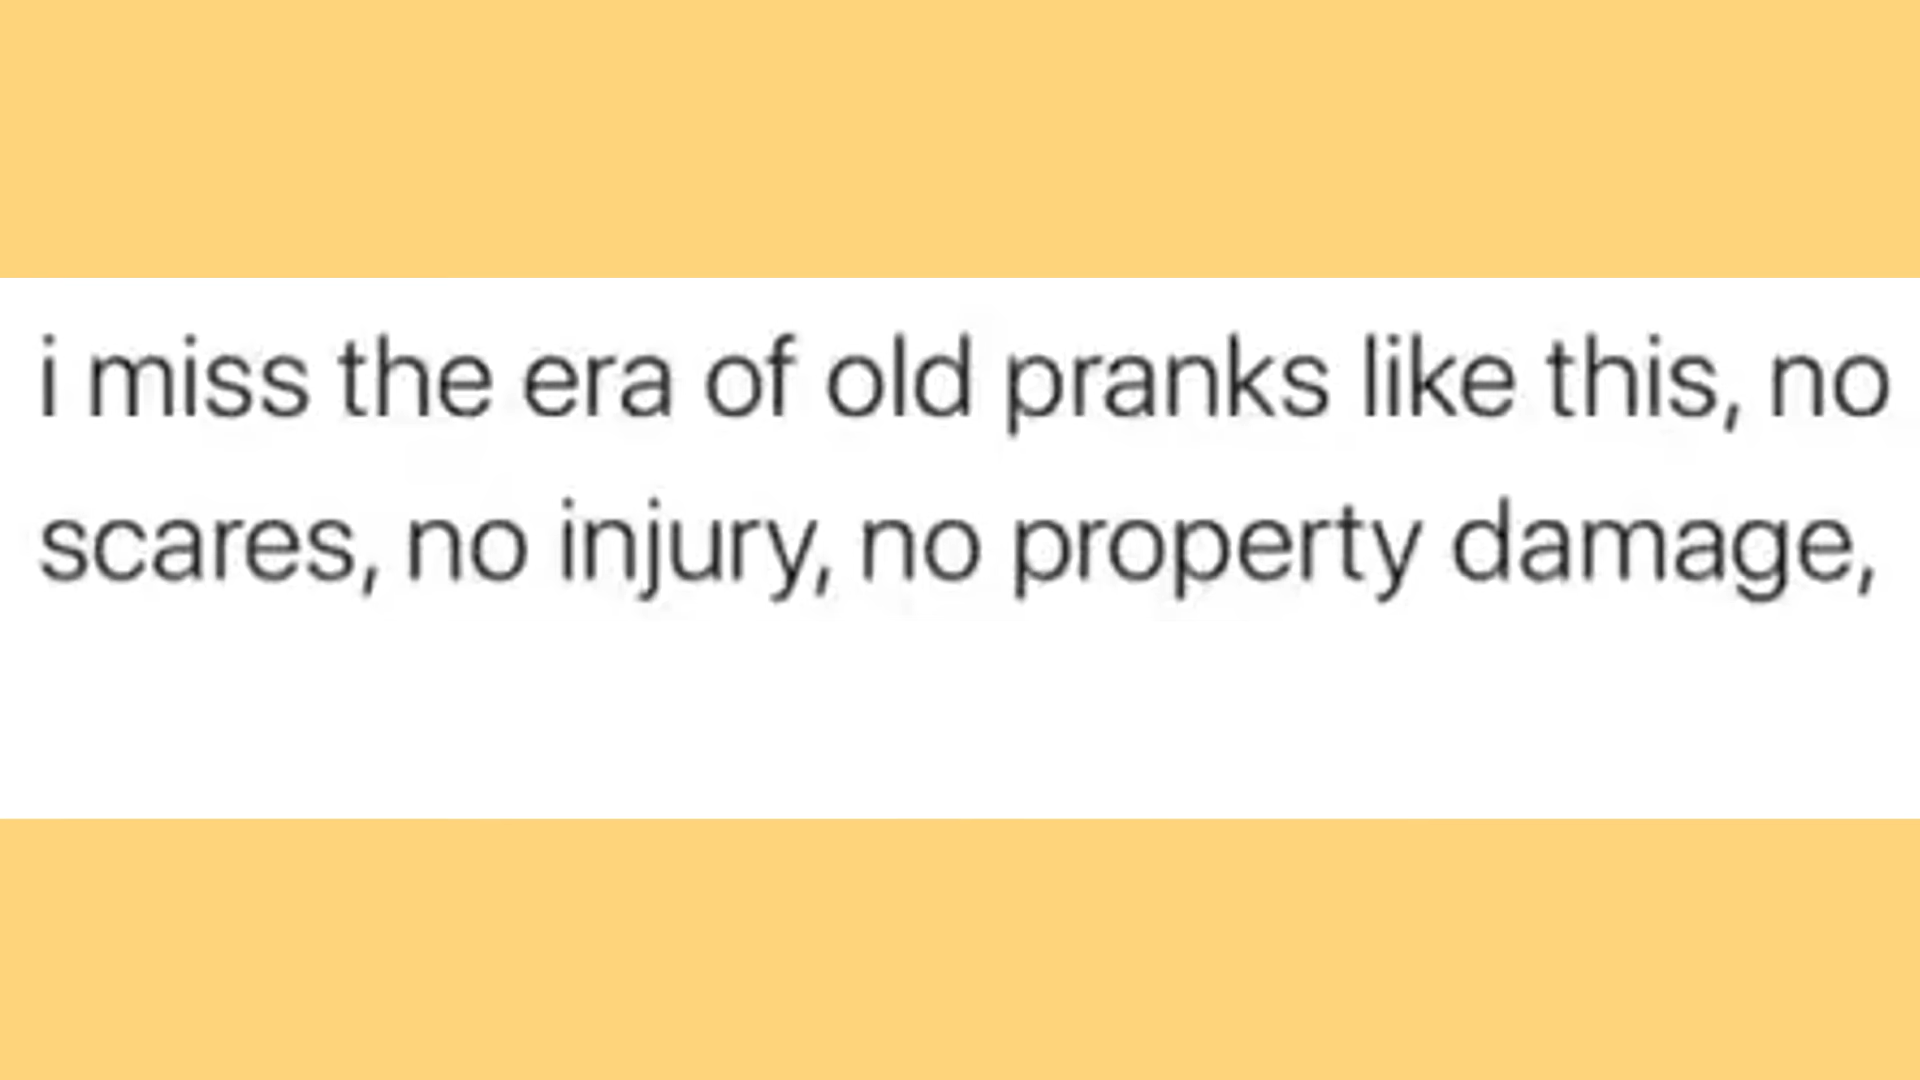 i miss the era of old pranks like this, no
scares, no injury, no property damage,